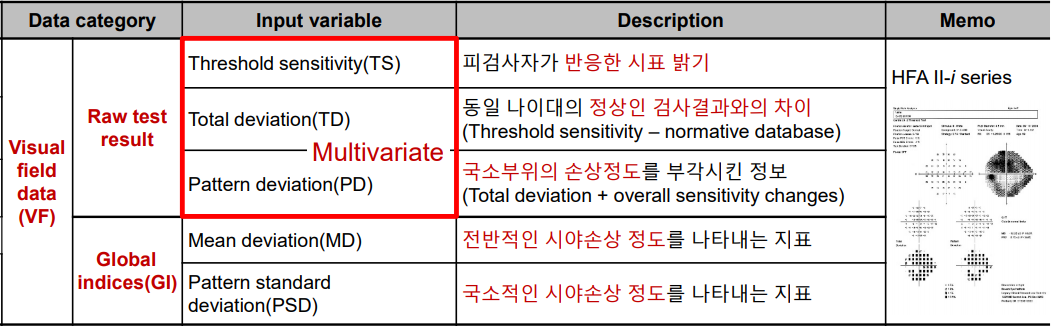 Data category
Input variable
Description
Memo
Visual
field
data
(VF)
Raw test
result
Threshold sensitivity(TS)
피검사자가 반응한 시표 밝기
HFA II-i series
Total deviation(TD)
동일 나이대의 정상인 검사결과와의 차이
(Threshold sensitivity – normative database)
Multivariate
Pattern deviation(PD)
국소부위의 손상정도를 부각시킨 정보
(Total deviation + overall sensitivity changes)
Global
indices(GI)
Mean deviation(MD)
전반적인 시야손상 정도를 나타내는 지표
Pattern standard
deviation(PSD)
국소적인 시야손상 정도를 나타내는 지표